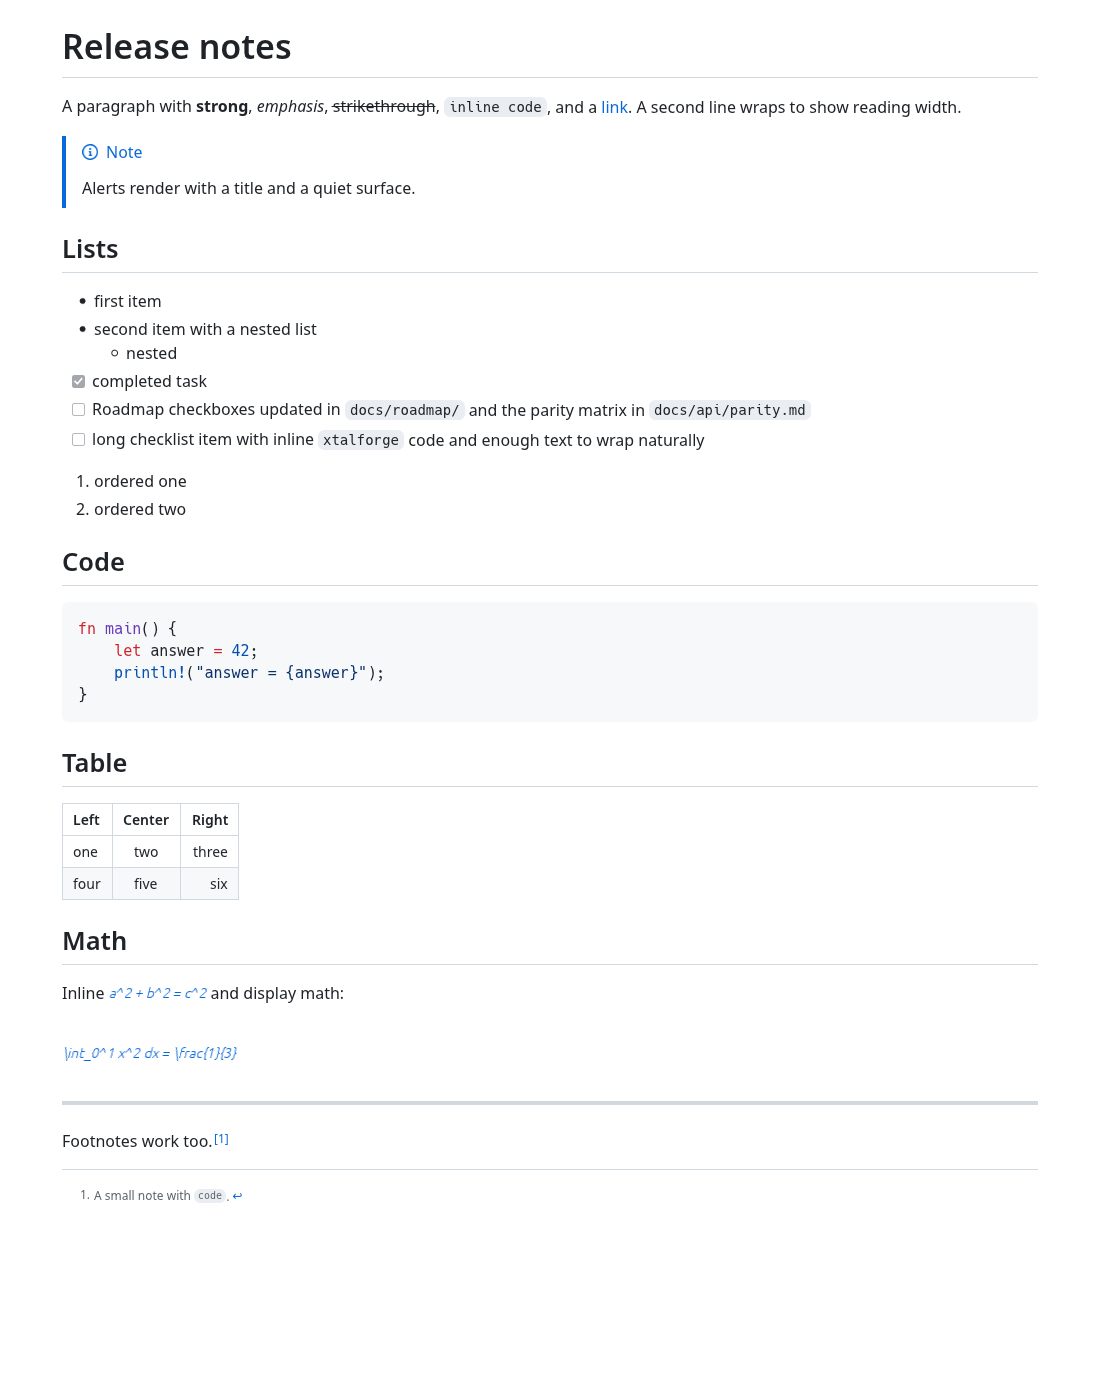 Release notes
A paragraph with strong, emphasis, strikethrough, inline code, and a link. A second line wraps to show reading width.
Note
Alerts render with a title and a quiet surface.
Lists
• first item
• second item with a nested list
◦ nested
completed task
Roadmap checkboxes updated in docs/roadmap/ and the parity matrix in docs/api/parity.md
long checklist item with inline xtalforge code and enough text to wrap naturally
1. ordered one
2. ordered two
Code
fn main() {
    let answer = 42;
    println!("answer = {answer}");
}
Table
Left Center Right
one two three
four five six
Math
Inline a^2 + b^2 = c^2 and display math:
\int_0^1 x^2 dx = \frac{1}{3}
Footnotes work too.[1]
1. A small note with code. ↩